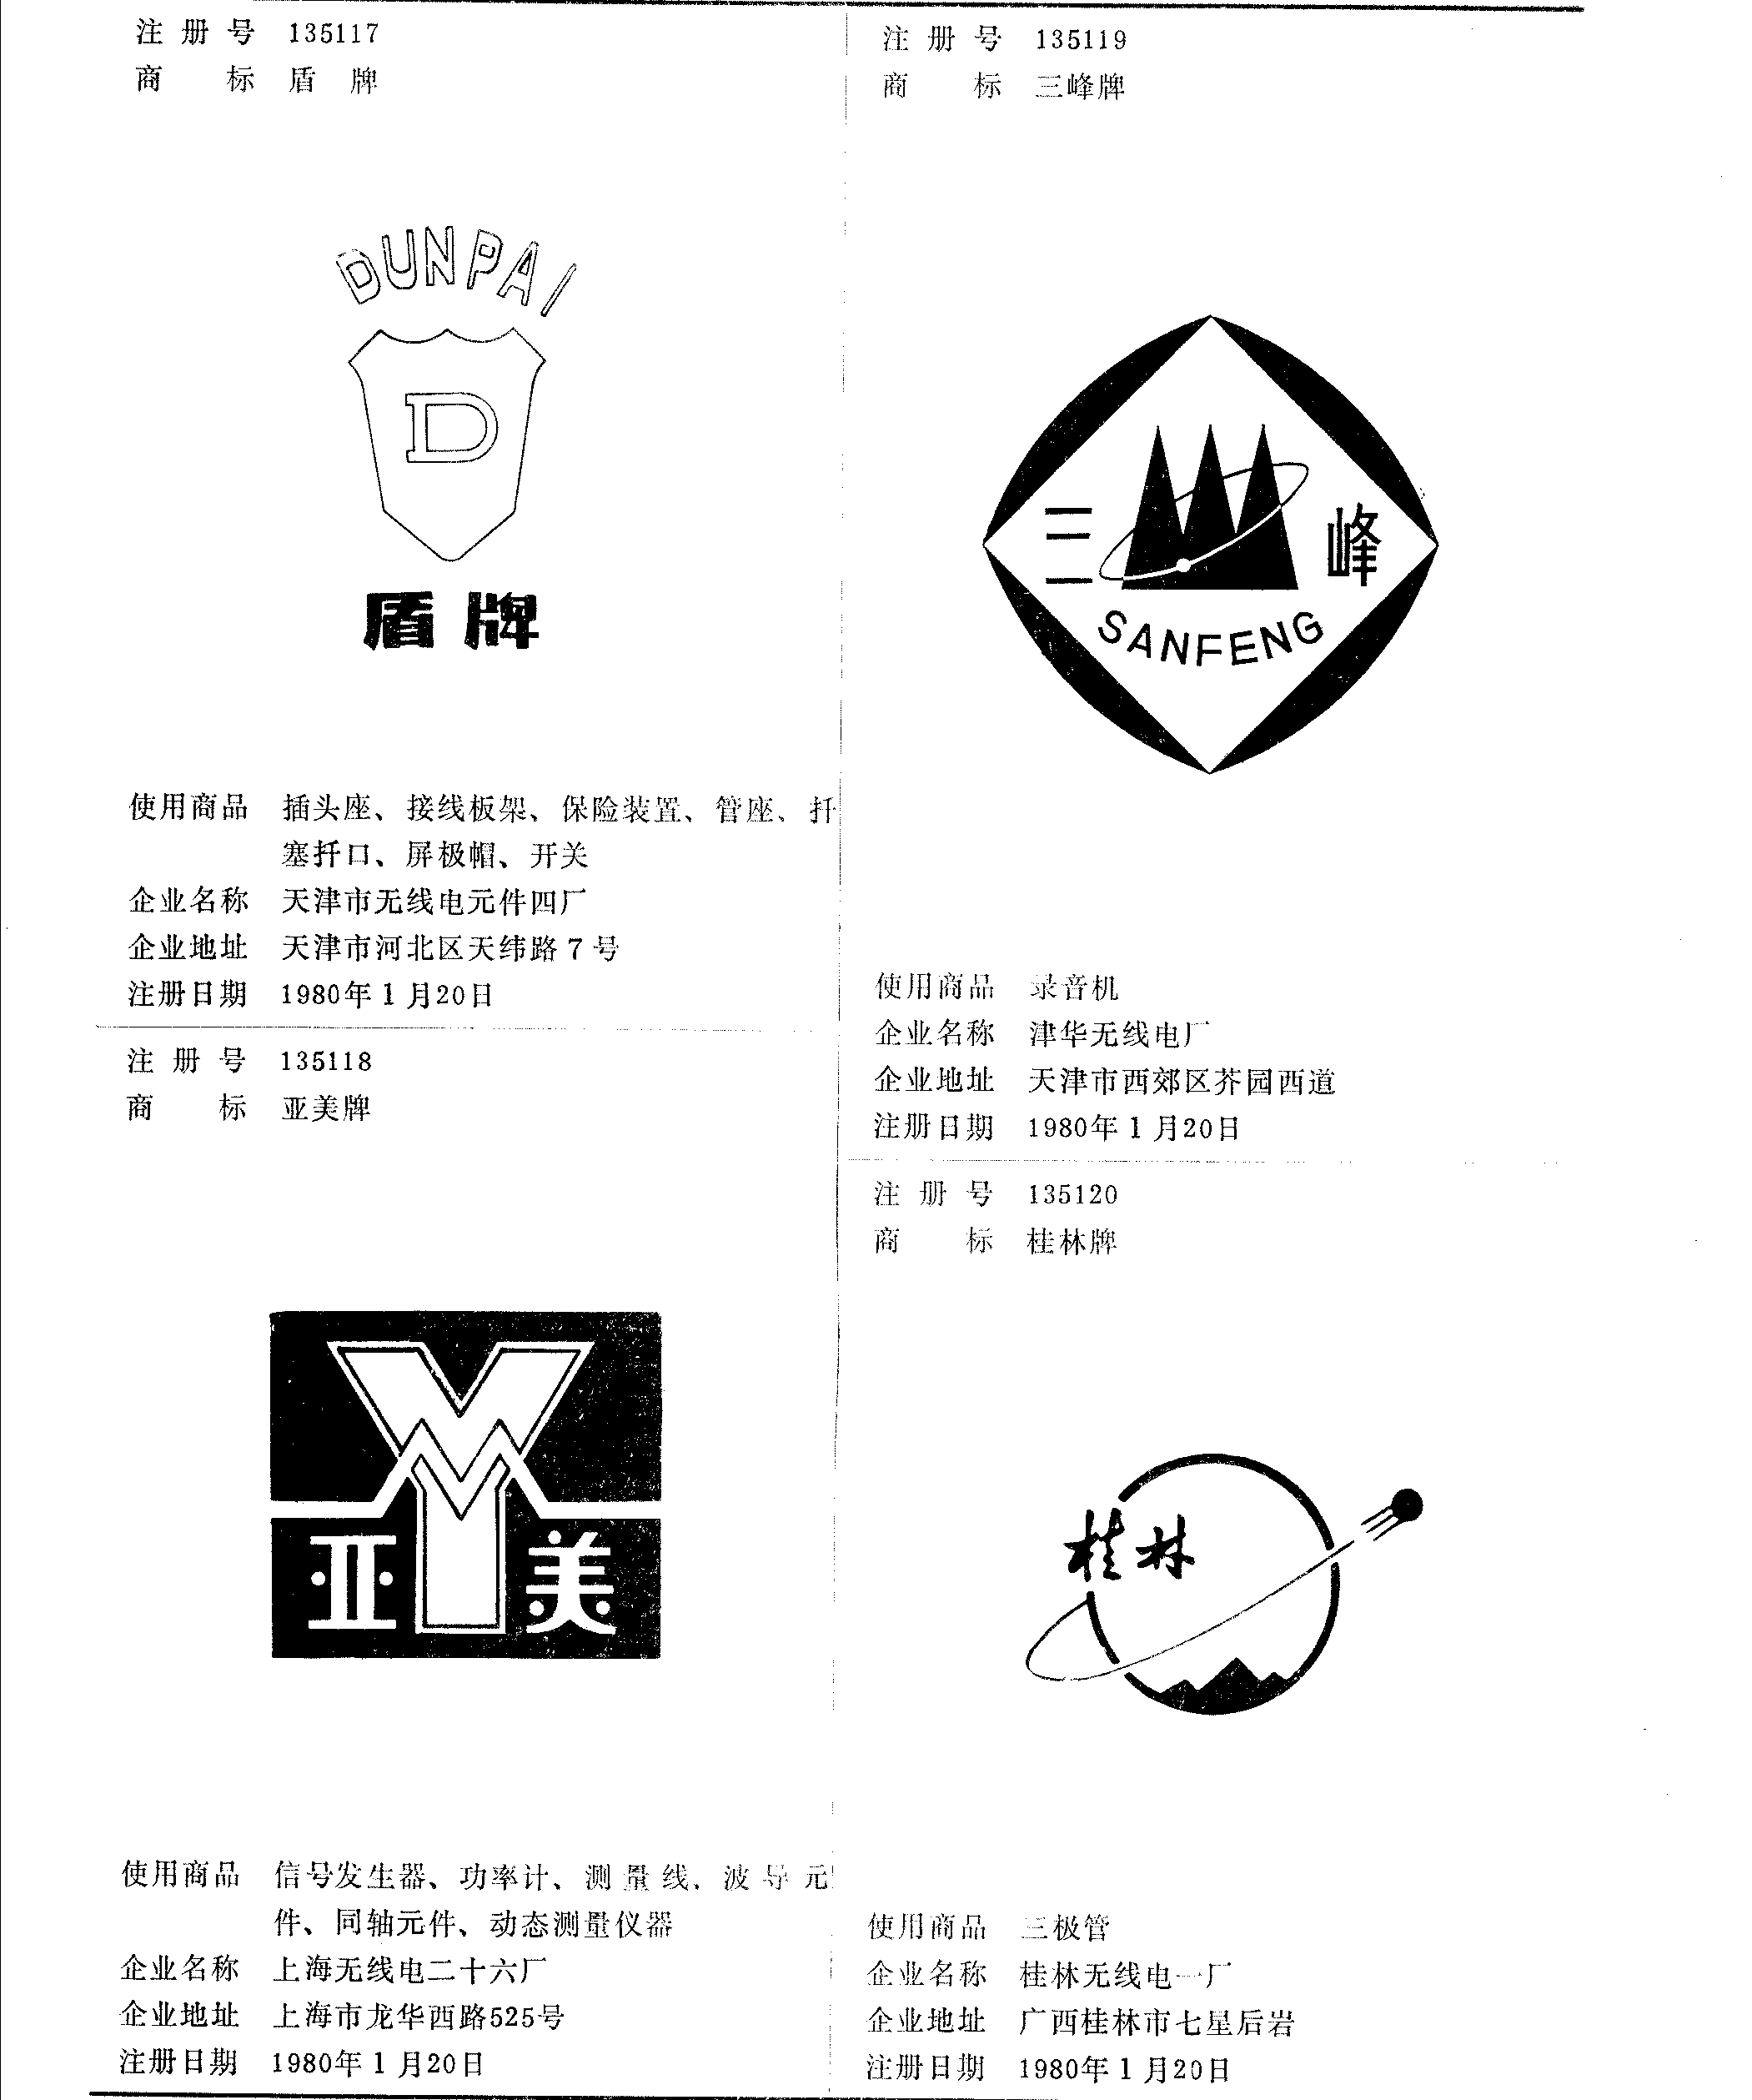 注册号 135117
商标 盾牌
DUNPAI
D
盾牌
使用商品 插头座、接线板架、保险装置、管座、扦
塞扦口、屏极帽、开关
企业名称 天津市无线电元件四厂
企业地址 天津市河北区天纬路7号
注册日期 1980年1月20日
注册号 135118
商标 亚美牌
亚美
使用商品 信号发生器、功率计、测量线、波导元
件、同轴元件、动态测量仪器
企业名称 上海无线电二十六厂
企业地址 上海市龙华西路525号
注册日期 1980年1月20日
注册号 135119
商标 三峰牌
三峰
SANFENG
使用商品 录音机
企业名称 津华无线电厂
企业地址 天津市西郊区芥园西道
注册日期 1980年1月20日
注册号 135120
商标 桂林牌
桂林
使用商品 三极管
企业名称 桂林无线电一厂
企业地址 广西桂林市七星后岩
注册日期 1980年1月20日